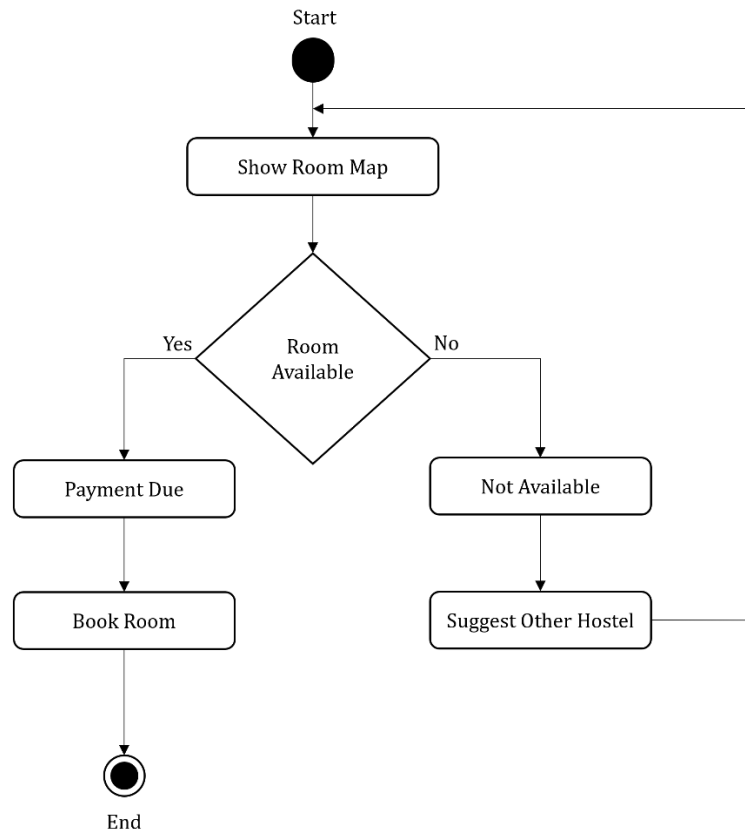 Start
Show Room Map
Yes
Room
Available
No
Payment Due
Not Available
Book Room
Suggest Other Hostel
End